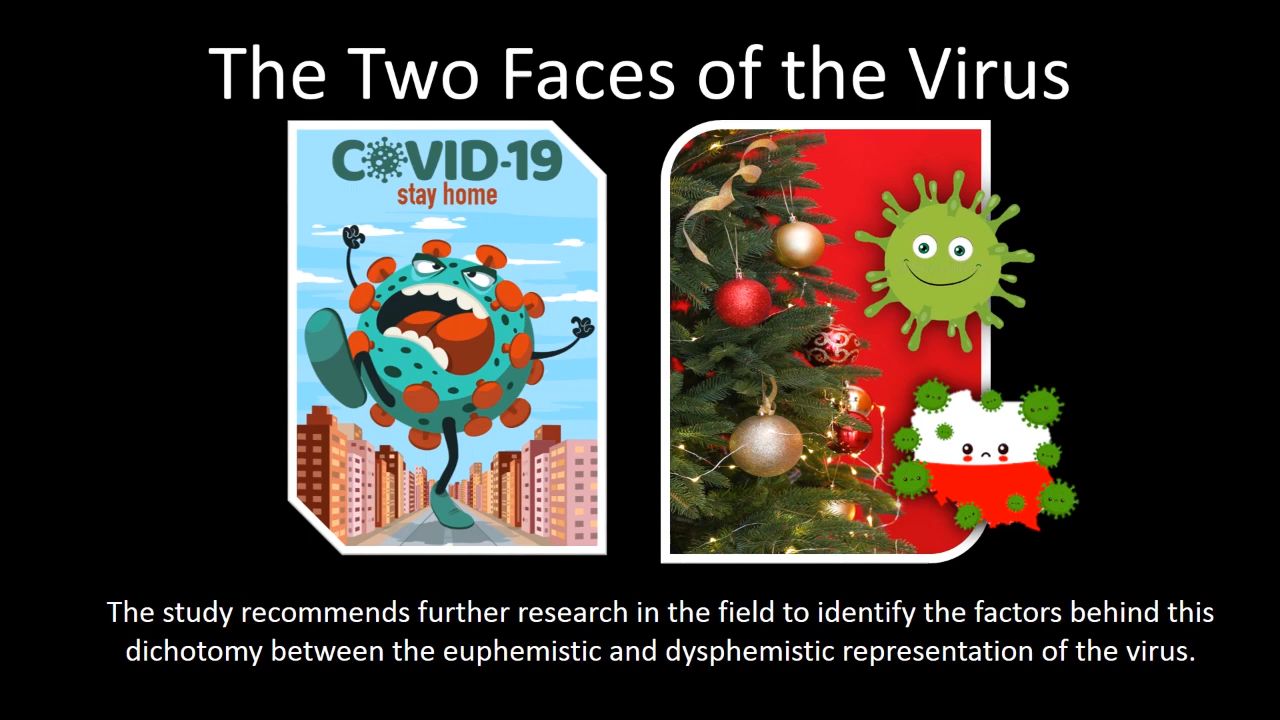 The Two Faces of the Virus
COVID-19
stay home
The study recommends further research in the field to identify the factors behind this
dichotomy between the euphemistic and dysphemistic representation of the virus.